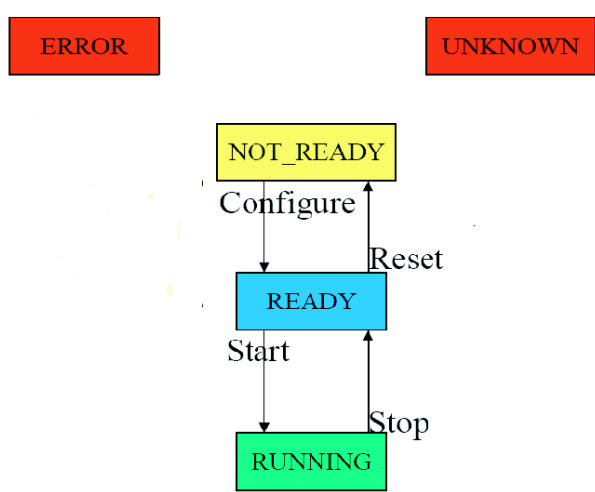 ERROR
UNKNOWN
NOT_READY
Configure
Reset
READY
Start
Stop
RUNNING